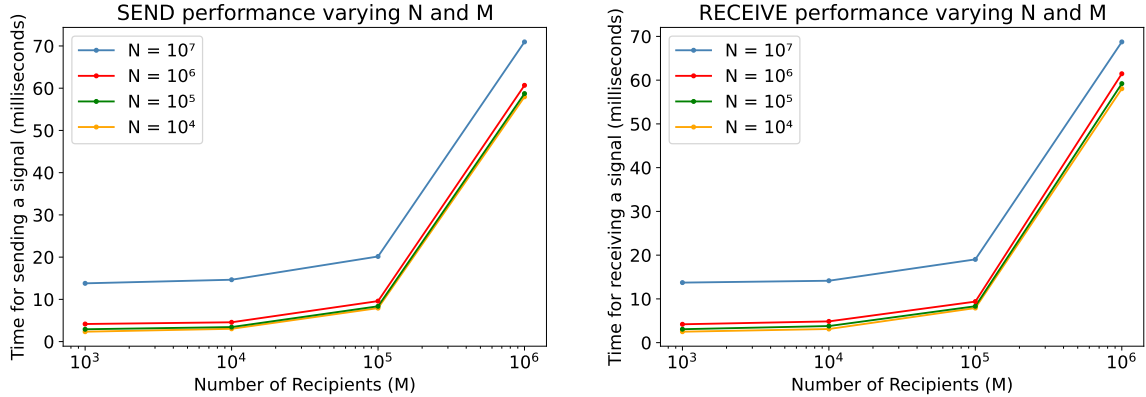 SEND performance varying N and M
Time for sending a signal (milliseconds)
70
60
50
40
30
20
10
0
N = 10⁷
N = 10⁶
N = 10⁵
N = 10⁴
10³ 10⁴ 10⁵ 10⁶
Number of Recipients (M)
RECEIVE performance varying N and M
Time for receiving a signal (milliseconds)
70
60
50
40
30
20
10
0
N = 10⁷
N = 10⁶
N = 10⁵
N = 10⁴
10³ 10⁴ 10⁵ 10⁶
Number of Recipients (M)